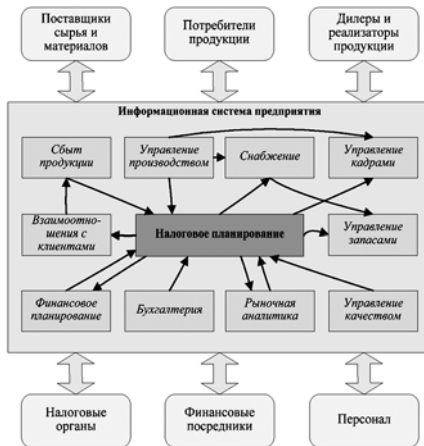 Поставщики
сырья и
материалов
Потребители
продукции
Дилеры и
реализаторы
продукции
Информационная система предприятия
Сбыт
продукции
Управление
производством
Снабжение
Управление
кадрами
Взаимоотно-
шения с
клиентами
Налоговое планирование
Управление
запасами
Финансовое
планирование
Бухгалтерия
Рыночная
аналитика
Управление
качеством
Налоговые
органы
Финансовые
посредники
Персонал